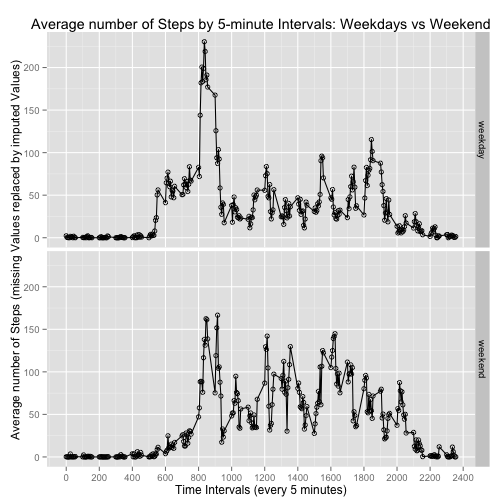 Average number of Steps by 5-minute Intervals: Weekdays vs Weekend
Average number of Steps (missing Values replaced by imputed Values)
200
150
100
50
0
weekday
200
150
100
50
0
weekend
0 200 400 600 800 1000 1200 1400 1600 1800 2000 2200 2400
Time Intervals (every 5 minutes)